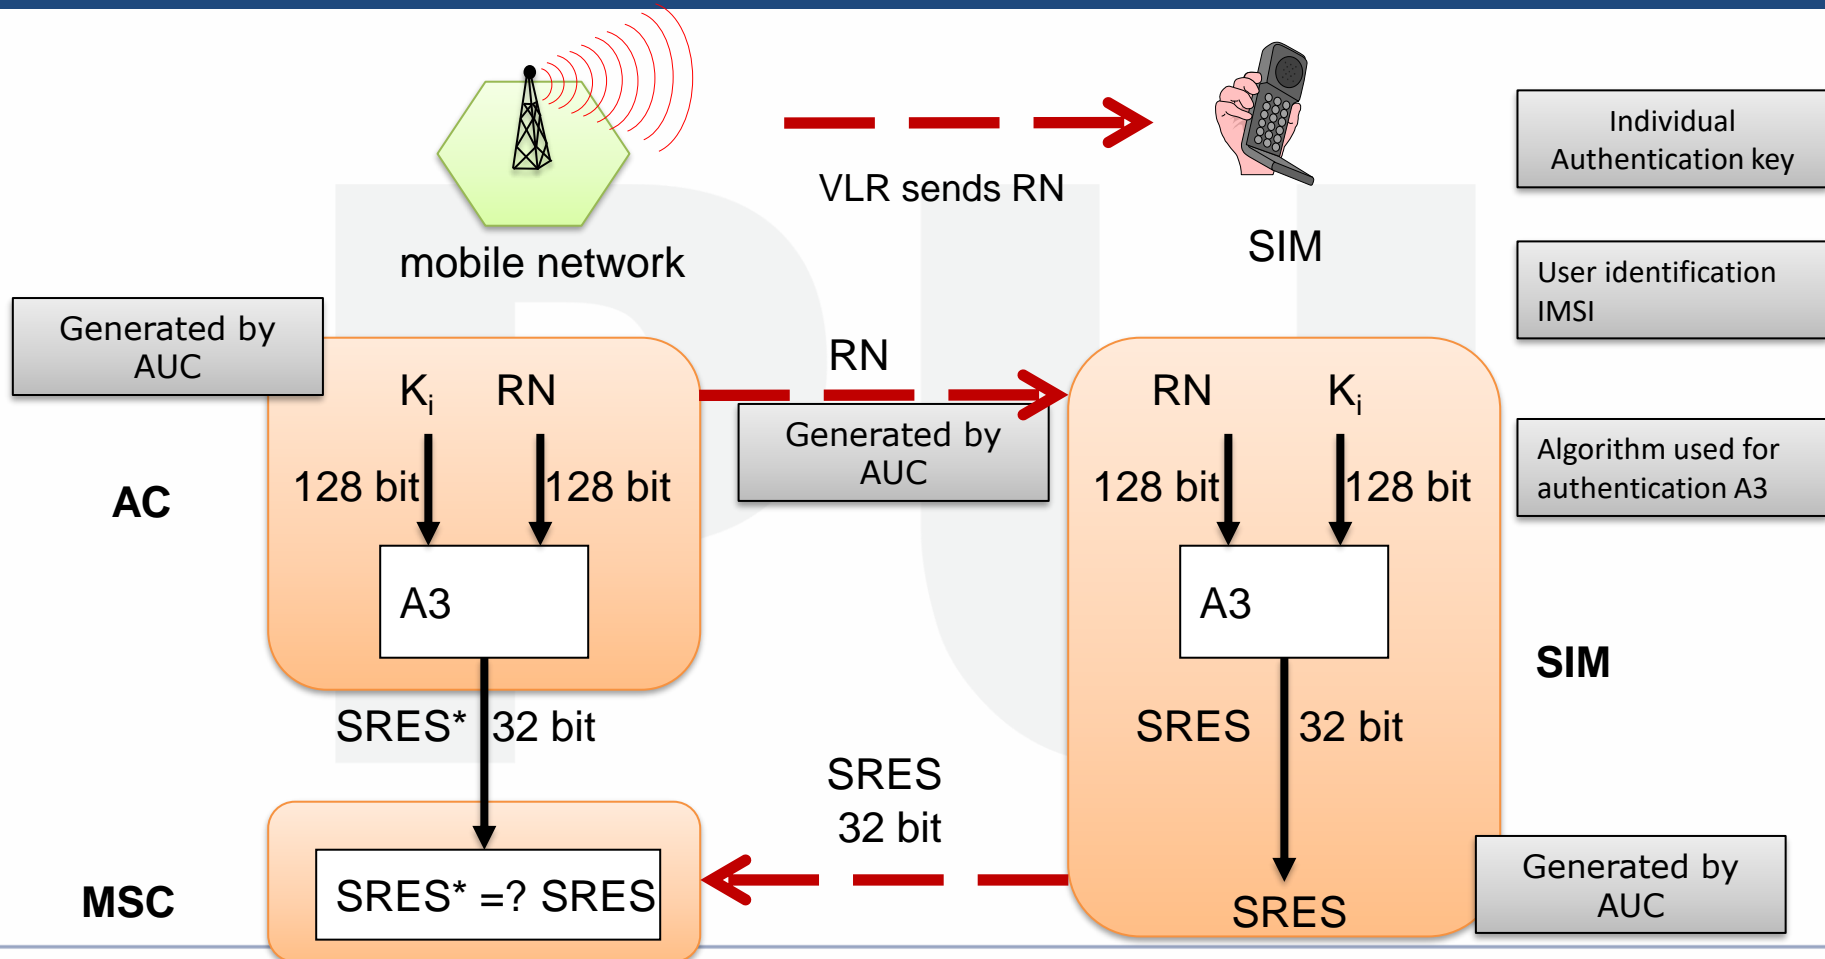 VLR sends RN
mobile network
SIM
Individual
Authentication key
User identification
IMSI
Algorithm used for
authentication A3
Generated by
AUC
K_i RN
128 bit 128 bit
A3
AC
SRES* 32 bit
RN
Generated by
AUC
RN K_i
128 bit 128 bit
A3
SIM
SRES 32 bit
SRES
Generated by
AUC
SRES
32 bit
MSC
SRES* =? SRES